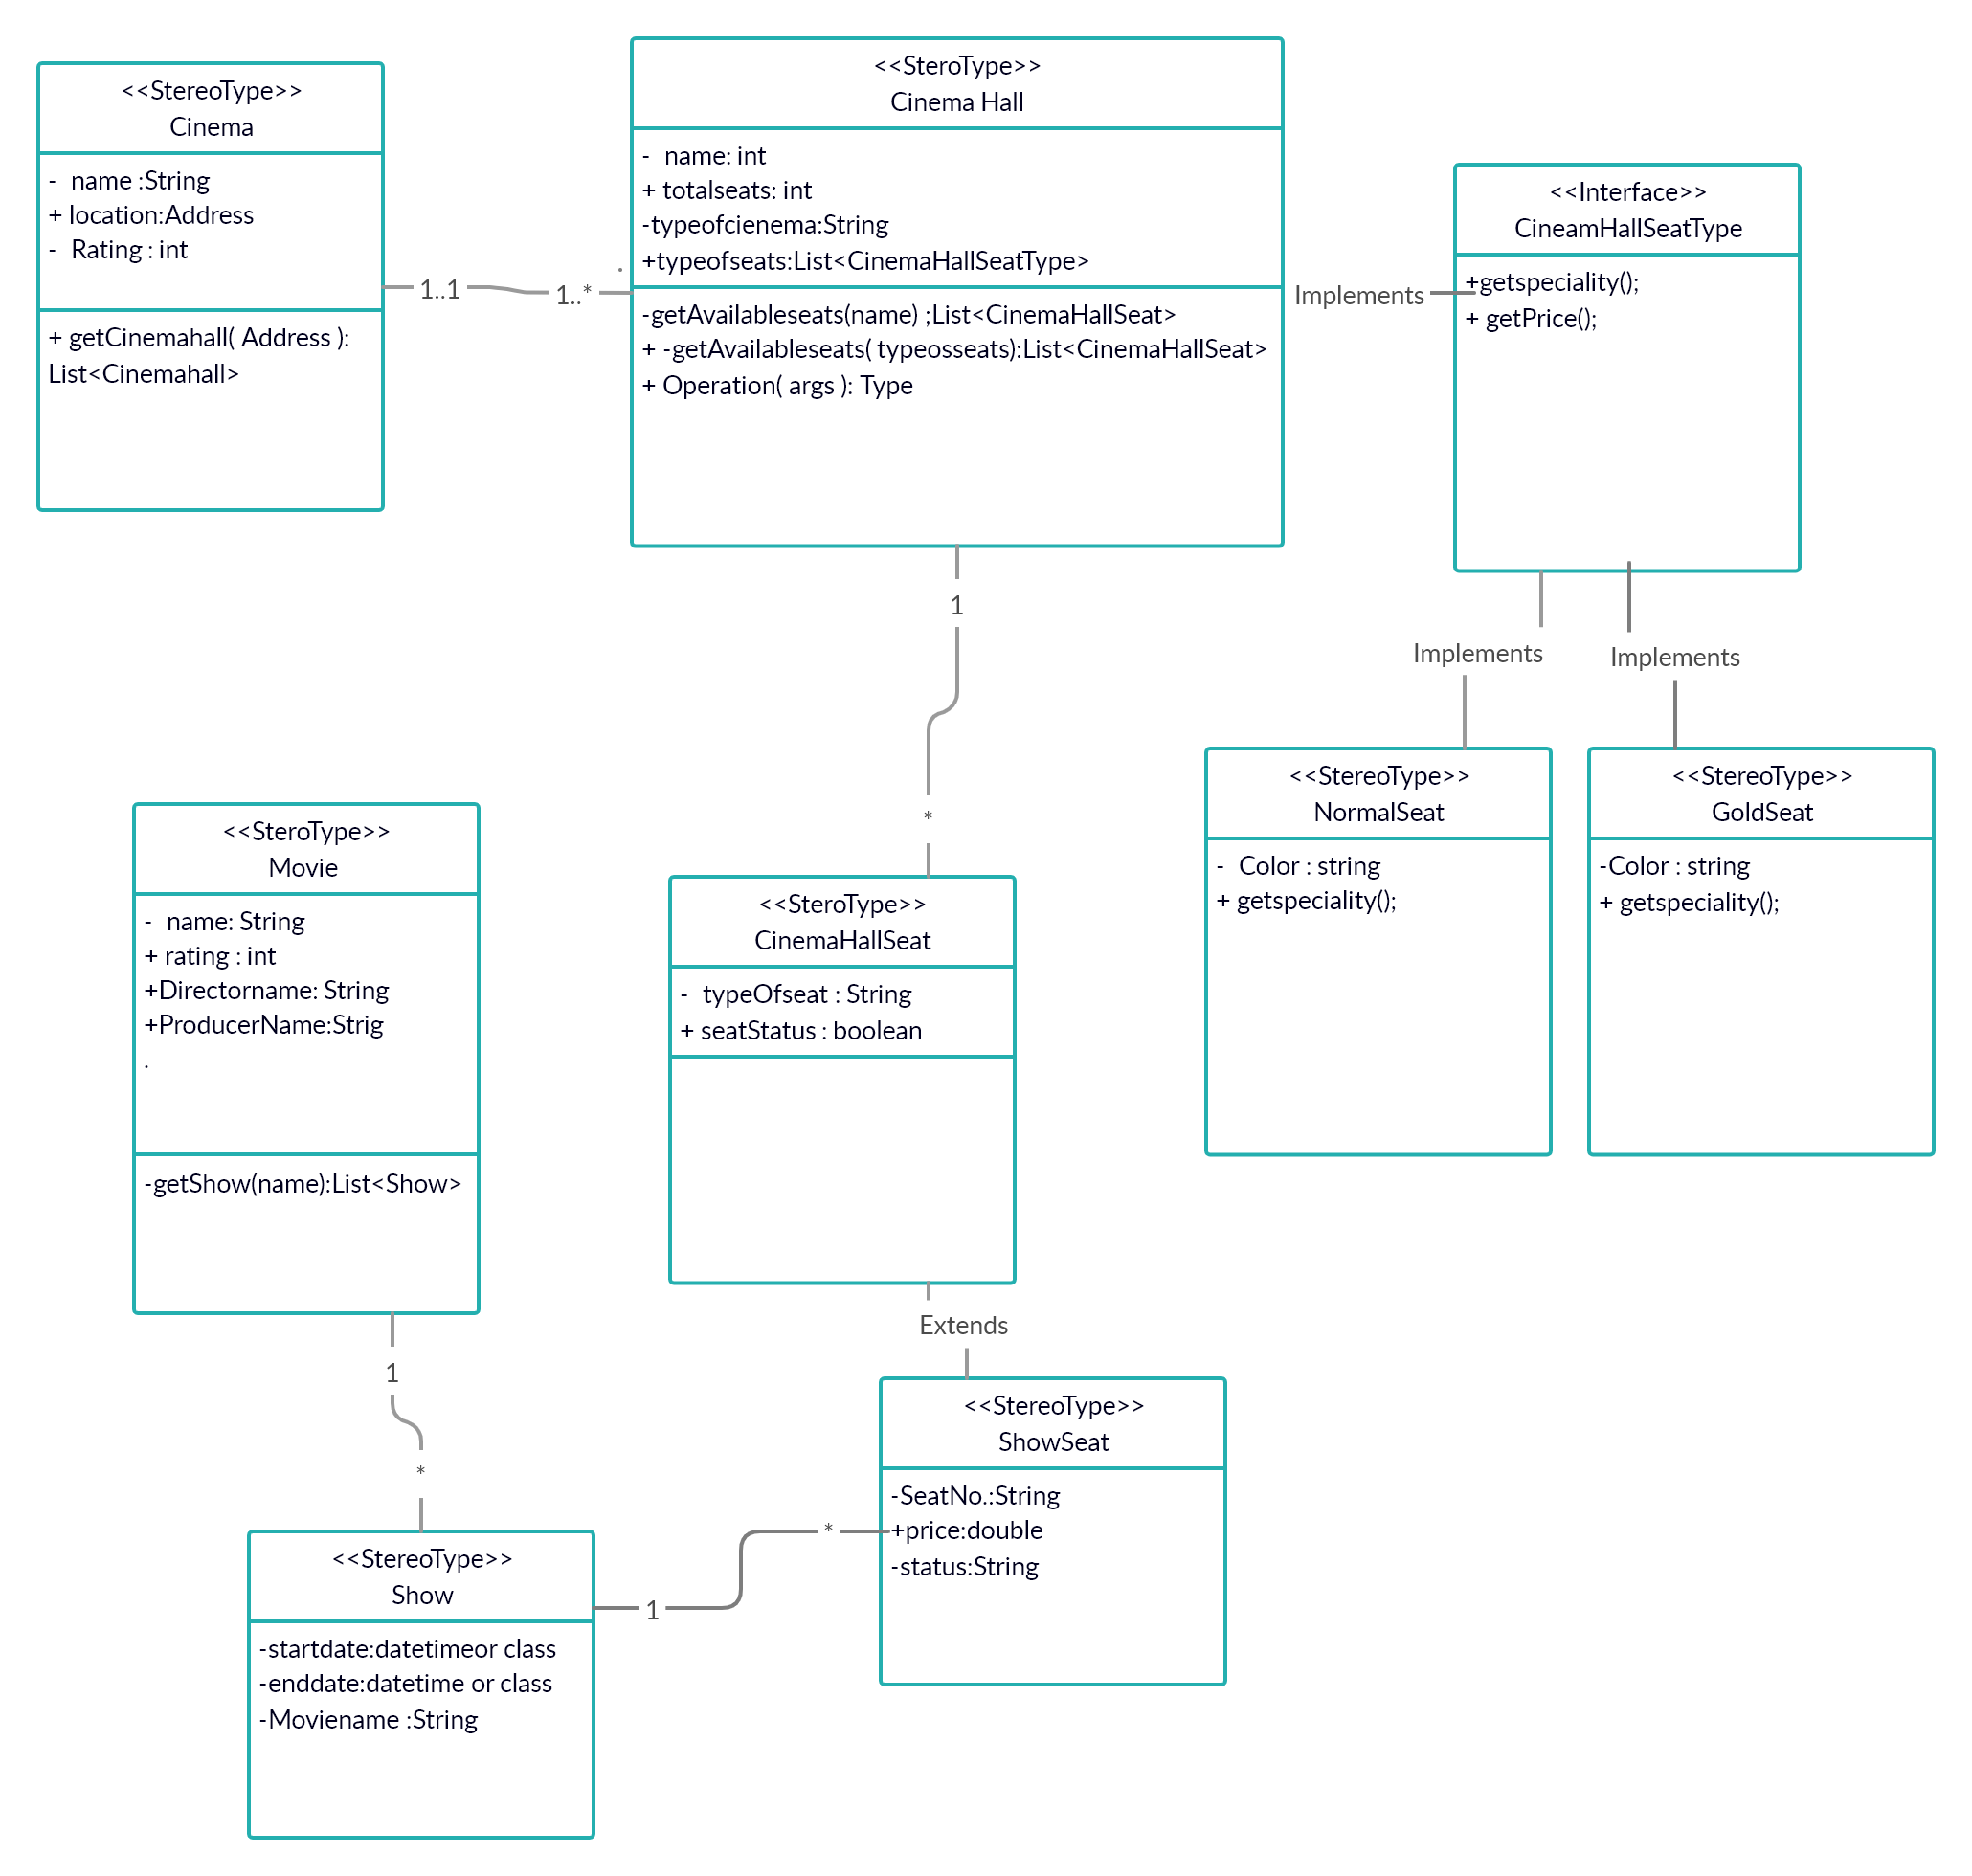 <<StereoType>>
Cinema
- name :String
+ location:Address
- Rating : int
+ getCinemahall( Address ):
List<Cinemahall>
1..1
1..*
.
<<SteroType>>
Cinema Hall
- name: int
+ totalseats: int
-typeofcienema:String
+typeofseats:List<CinemaHallSeatType>
-getAvailableseats(name) ;List<CinemaHallSeat>
+ -getAvailableseats( typeosseats):List<CinemaHallSeat>
+ Operation( args ): Type
Implements
<<Interface>>
CineamHallSeatType
+getspeciality();
+ getPrice();
1
*
Implements
Implements
<<StereoType>>
NormalSeat
- Color : string
+ getspeciality();
<<StereoType>>
GoldSeat
-Color : string
+ getspeciality();
<<SteroType>>
Movie
- name: String
+ rating : int
+Directorname: String
+ProducerName:Strig
.
-getShow(name):List<Show>
<<SteroType>>
CinemaHallSeat
- typeOfseat : String
+ seatStatus : boolean
Extends
1
*
<<StereoType>>
ShowSeat
-SeatNo.:String
+price:double
-status:String
1
*
<<StereoType>>
Show
-startdate:datetimeor class
-enddate:datetime or class
-Moviename :String